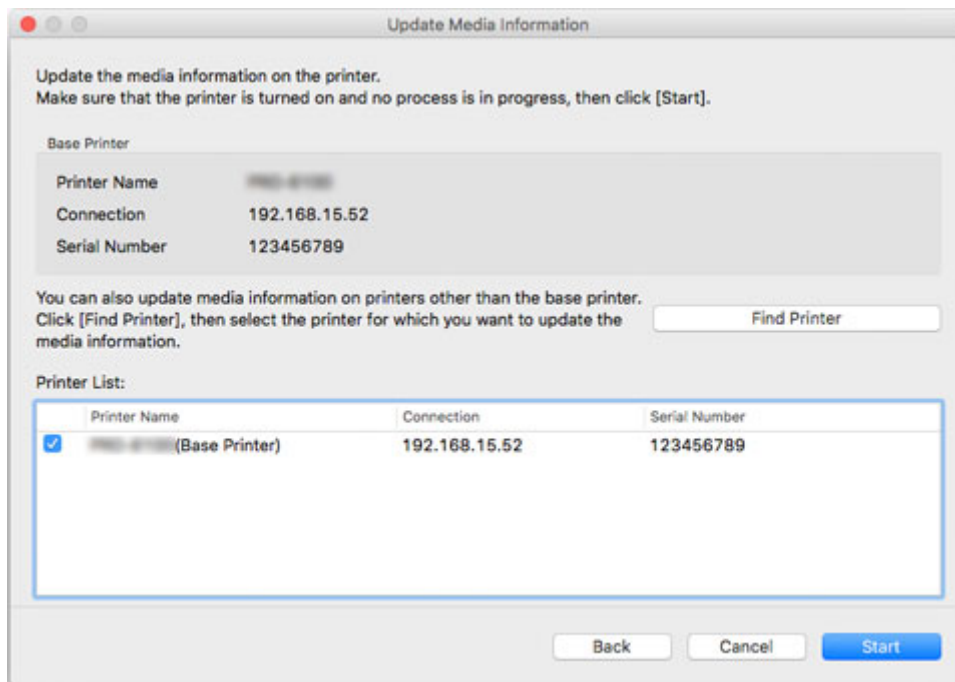 Update Media Information
Update the media information on the printer.
Make sure that the printer is turned on and no process is in progress, then click [Start].
Base Printer
Printer Name
Connection 192.168.15.52
Serial Number 123456789
You can also update media information on printers other than the base printer.
Click [Find Printer], then select the printer for which you want to update the
media information.
Find Printer
Printer List:
Printer Name Connection Serial Number
(Base Printer) 192.168.15.52 123456789
Back Cancel Start